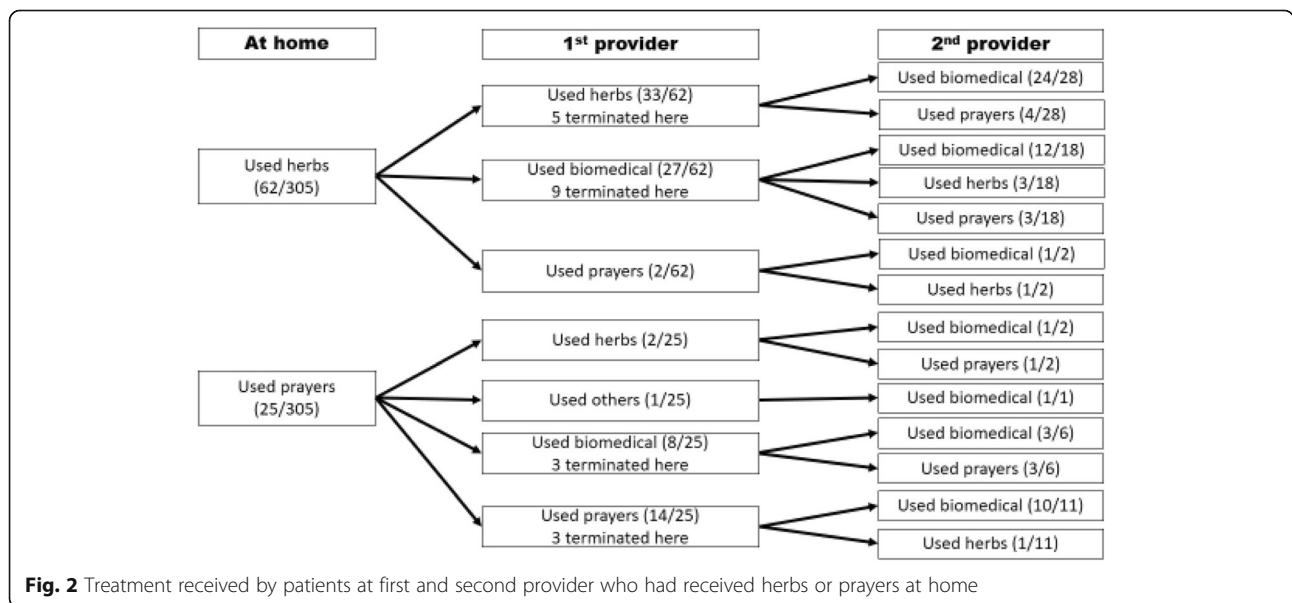 At home
1st provider
2nd provider
Used herbs
(62/305)
Used herbs (33/62)
5 terminated here
Used biomedical (24/28)
Used prayers (4/28)
Used biomedical (27/62)
9 terminated here
Used biomedical (12/18)
Used herbs (3/18)
Used prayers (3/18)
Used prayers (2/62)
Used biomedical (1/2)
Used herbs (1/2)
Used prayers
(25/305)
Used herbs (2/25)
Used biomedical (1/2)
Used prayers (1/2)
Used others (1/25)
Used biomedical (1/1)
Used biomedical (8/25)
3 terminated here
Used biomedical (3/6)
Used prayers (3/6)
Used prayers (14/25)
3 terminated here
Used biomedical (10/11)
Used herbs (1/11)
Fig. 2 Treatment received by patients at first and second provider who had received herbs or prayers at home